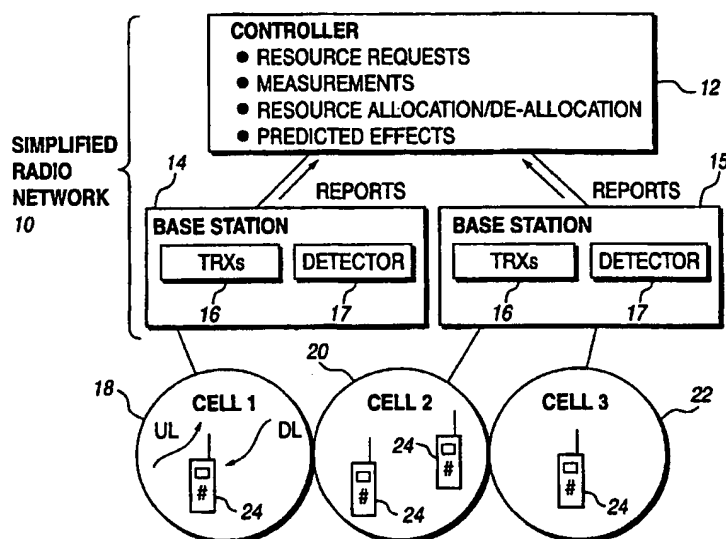 CONTROLLER
● RESOURCE REQUESTS
● MEASUREMENTS
● RESOURCE ALLOCATION/DE-ALLOCATION
● PREDICTED EFFECTS
12
SIMPLIFIED
RADIO
NETWORK
10
14
REPORTS
REPORTS
15
BASE STATION
TRXs
DETECTOR
16
17
BASE STATION
TRXs
DETECTOR
16
17
18
CELL 1
UL
DL
#
24
20
CELL 2
24
#
#
24
22
CELL 3
#
24